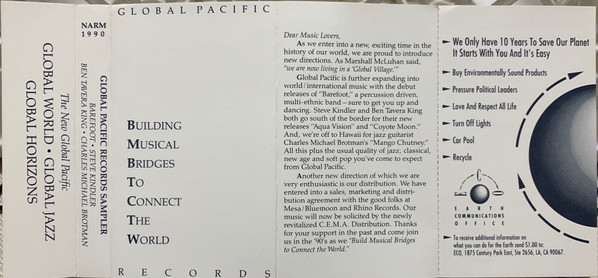 The New Global Pacific
GLOBAL WORLD • GLOBAL JAZZ
GLOBAL HORIZONS
NARM
1990
GLOBAL PACIFIC RECORDS SAMPLER
BAREFOOT • STEVE KINDLER
BEN TAVERA KING • CHARLES MICHAEL BROTMAN
GLOBAL PACIFIC
BUILDING
MUSICAL
BRIDGES
TO
CONNECT
THE
WORLD
RECORDS
Dear Music Lovers,
As we enter into a new, exciting time in the
history of our world, we are proud to introduce
new directions. As Marshall McLuhan said,
"we are now living in a 'Global Village.'"
Global Pacific is further expanding into
world/international music with the debut
releases of "Barefoot," a percussion driven,
multi-ethnic band – sure to get you up and
dancing. Steve Kindler and Ben Tavera King
both go south of the border for their new
releases "Aqua Vision" and "Coyote Moon."
And, we're off to Hawaii for jazz guitarist
Charles Michael Brotman's "Mango Chutney."
All this plus the usual quality of jazz, classical,
new age and soft pop you've come to expect
from Global Pacific.
Another new direction of which we are
very enthusiastic is our distribution. We have
entered into a sales, marketing and distri-
bution agreement with the good folks at
Mesa/Bluemoon and Rhino Records. Our
music will now be solicited by the newly
revitalized C.E.M.A. Distribution. Thanks
for your support in the past and come join
us in the '90's as we "Build Musical Bridges
to Connect the World."
We Only Have 10 Years To Save Our Planet
It Starts With You And It's Easy
Buy Environmentally Sound Products
Pressure Political Leaders
Love And Respect All Life
Turn Off Lights
Car Pool
Recycle
EARTH
COMMUNICATIONS
OFFICE
To receive additional information on
what you can do for the earth send $1.00 to:
ECO, 1875 Century Park East, Ste 2656, LA, CA 90067.